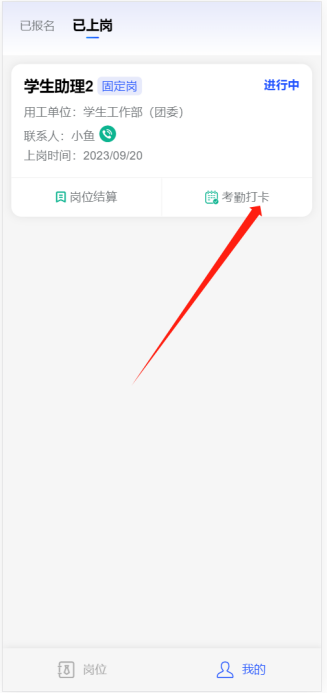 已报名 已上岗
学生助理2 固定岗 进行中
用工单位：学生工作部（团委）
联系人：小鱼
上岗时间：2023/09/20
岗位结算 考勤打卡
岗位 我的